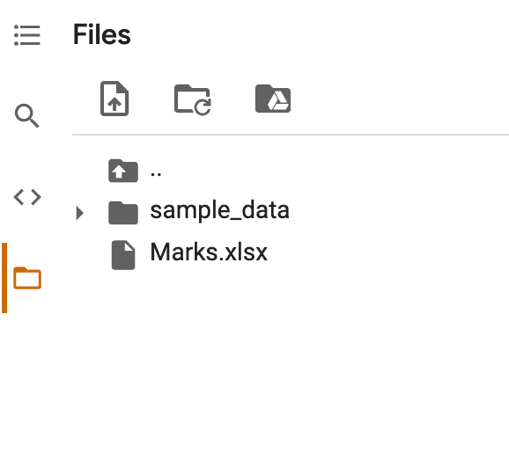 Files
..
sample_data
Marks.xlsx